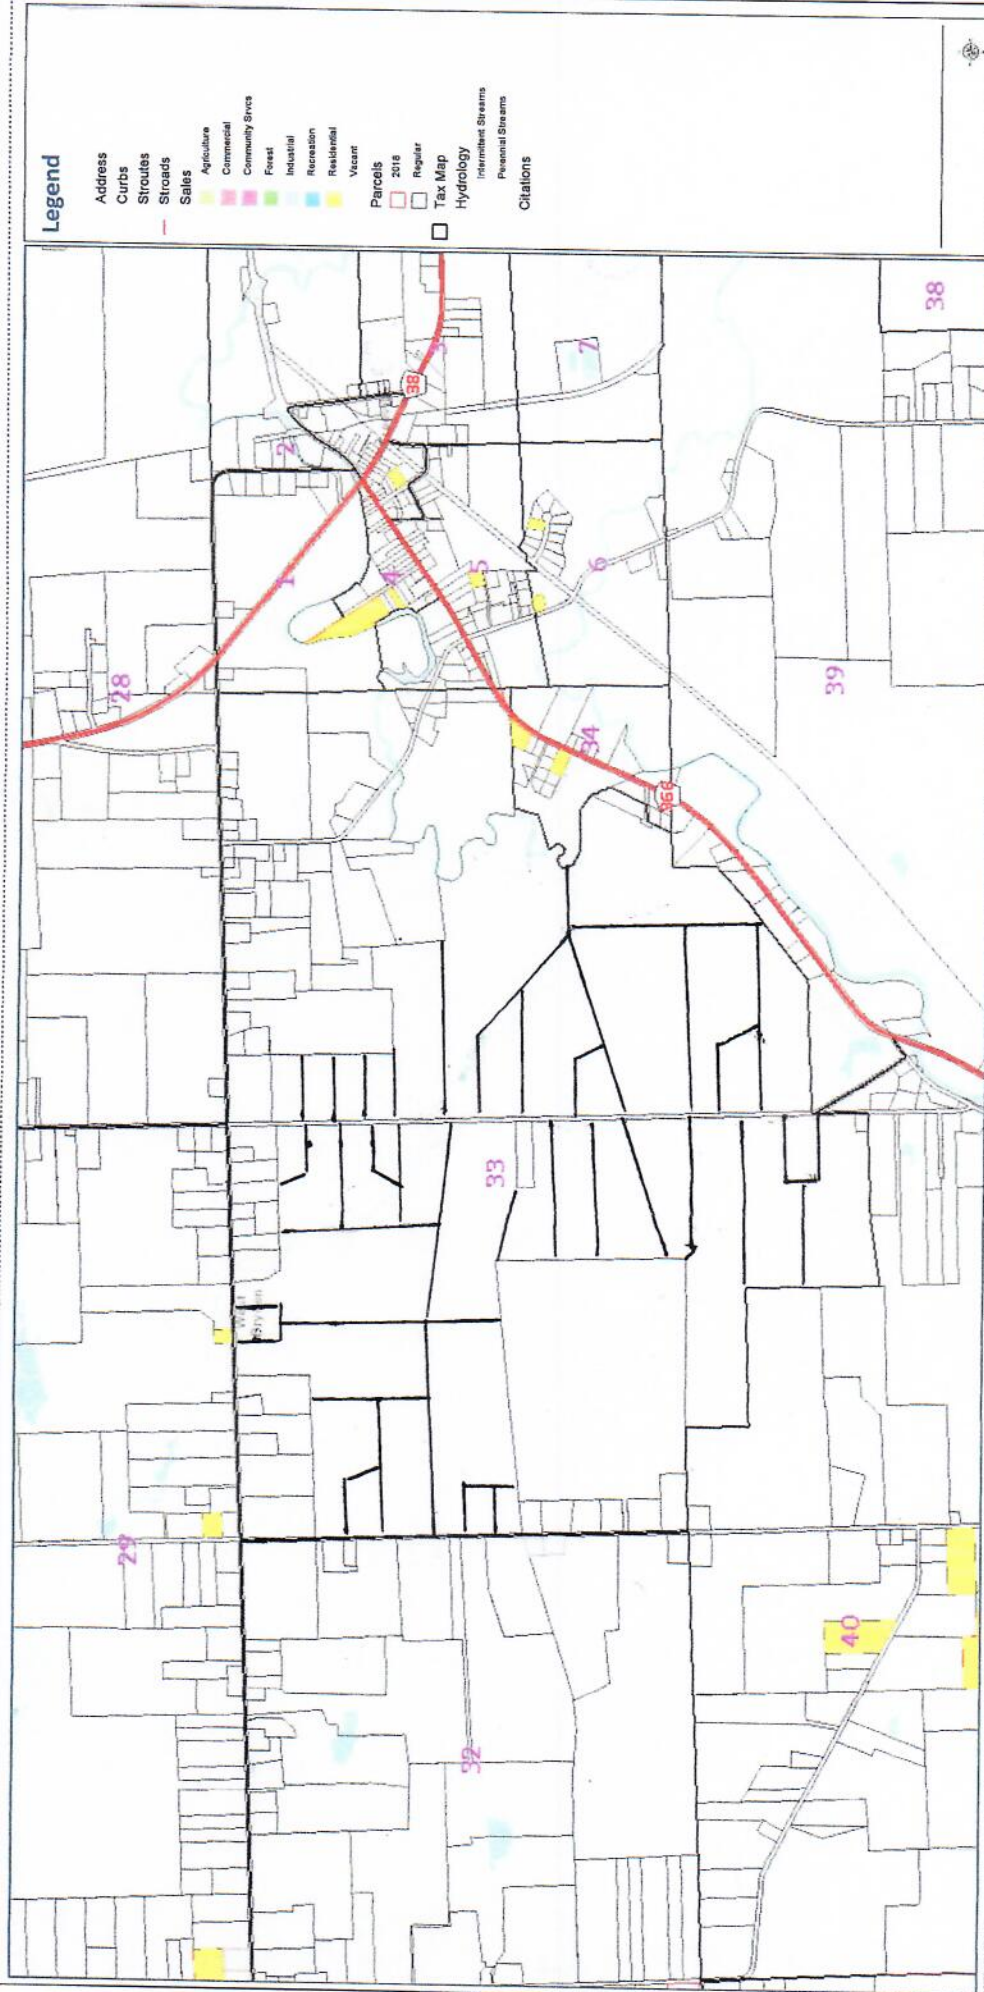 Legend
Address
Curbs
Stroutes
Stroads
Sales
Agriculture
Commercial
Community Srvcs
Forest
Industrial
Recreation
Residential
Vacant
Parcels
2018
Regular
Tax Map
Hydrology
Intermittent Streams
Perennial Streams
Citations
28
29
1
2
3
38
4
5
6
7
34
966
33
32
38
39
40